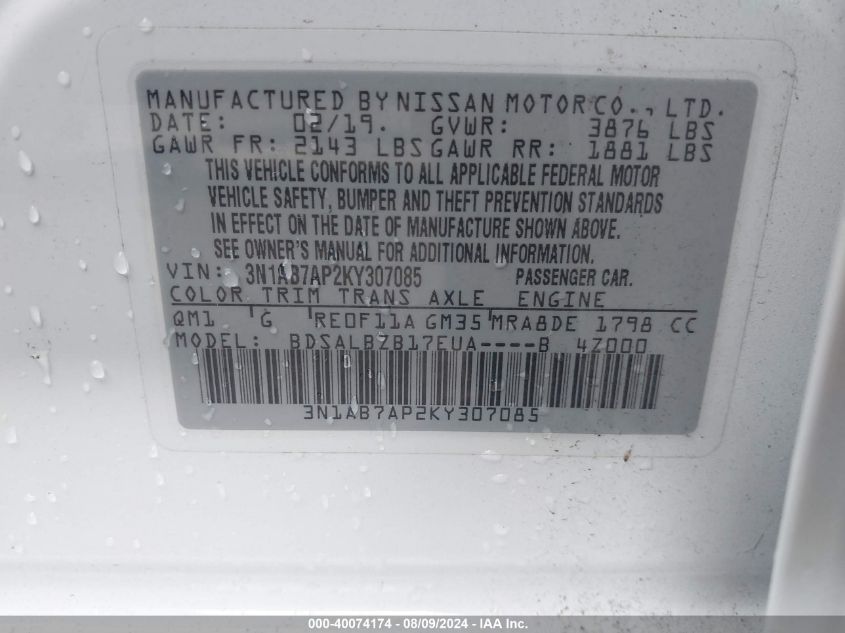 MANUFACTURED BY NISSAN MOTOR CO., LTD.
DATE: 02/19. GVWR: 3876 LBS
GAWR FR: 2143 LBS GAWR RR: 1881 LBS
THIS VEHICLE CONFORMS TO ALL APPLICABLE FEDERAL MOTOR
VEHICLE SAFETY, BUMPER AND THEFT PREVENTION STANDARDS
IN EFFECT ON THE DATE OF MANUFACTURE SHOWN ABOVE.
SEE OWNER'S MANUAL FOR ADDITIONAL INFORMATION.
VIN: 3N1AB7AP2KY307085 PASSENGER CAR.
COLOR TRIM TRANS AXLE ENGINE
QM1 G RE0F11A GM35 MRA8DE 1798 CC
MODEL: BDSALBZB17EUA----B 4Z000
3N1AB7AP2KY307085
000-40074174 - 08/09/2024 - IAA Inc.